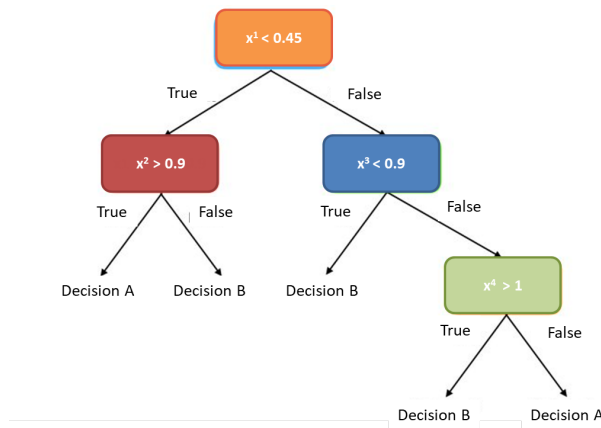 x¹ < 0.45
True
False
x² > 0.9
x³ < 0.9
True
False
True
False
Decision A
Decision B
Decision B
x⁴ > 1
True
False
Decision B
Decision A